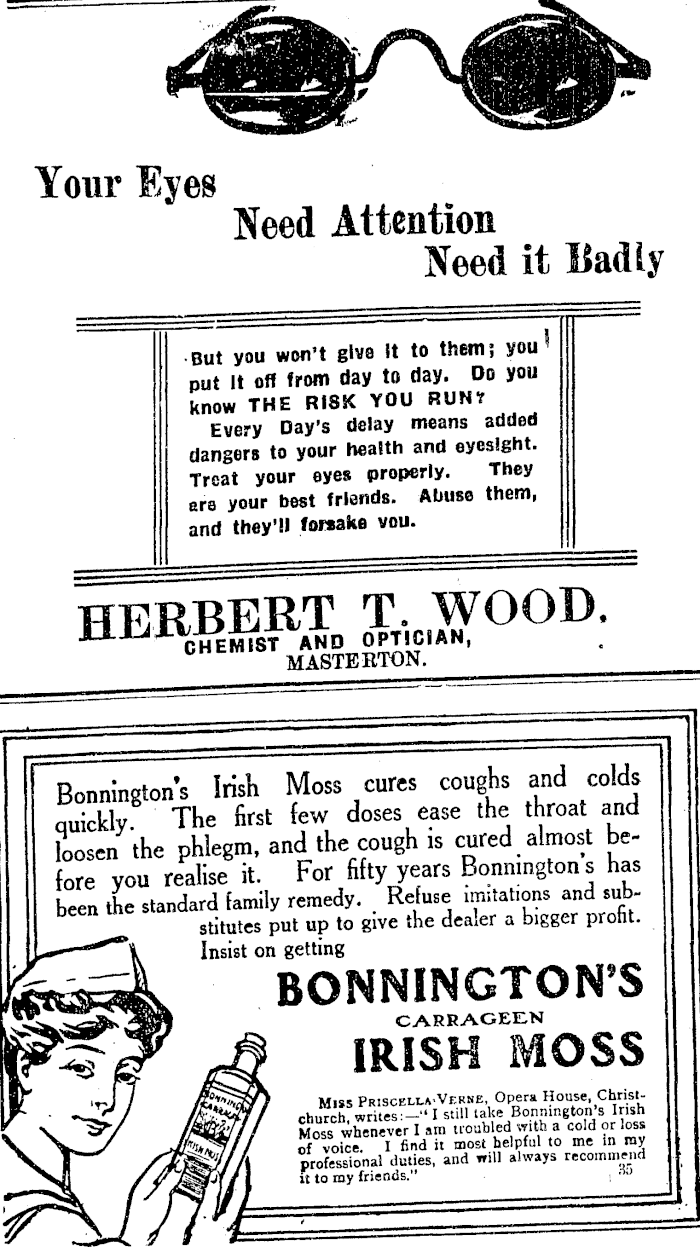 Your Eyes
Need Attention
Need it Badly
But you won't give it to them; you
put it off from day to day. Do you
know THE RISK YOU RUN?
Every Day's delay means added
dangers to your health and eyesight.
Treat your eyes properly. They
are your best friends. Abuse them,
and they'll forsake you.
HERBERT T. WOOD.
CHEMIST AND OPTICIAN,
MASTERTON.
Bonnington's Irish Moss cures coughs and colds
quickly. The first few doses ease the throat and
loosen the phlegm, and the cough is cured almost be-
fore you realise it. For fifty years Bonnington's has
been the standard family remedy. Refuse imitations and sub-
stitutes put up to give the dealer a bigger profit.
Insist on getting
BONNINGTON'S
CARRAGEEN
IRISH MOSS
MISS PRISCELLA VERNE, Opera House, Christ-
church, writes:—"I still take Bonnington's Irish
Moss whenever I am troubled with a cold or loss
of voice. I find it most helpful to me in my
professional duties, and will always recommend
it to my friends." 35
IRISH MOSS